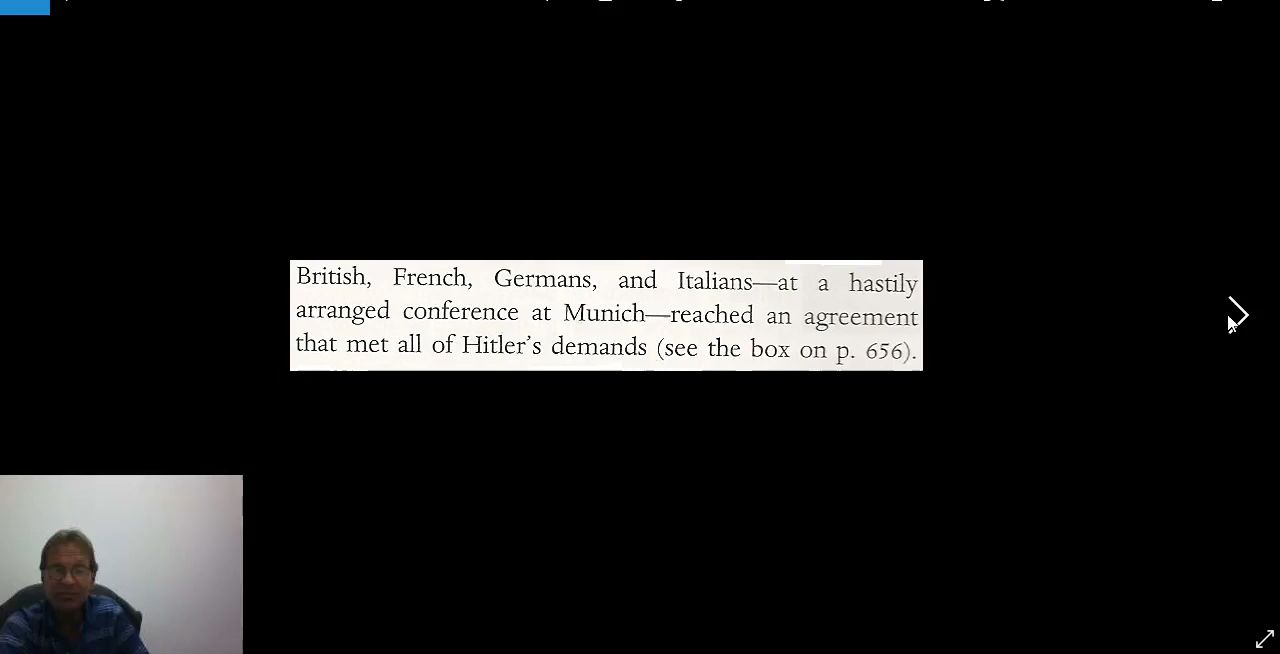 British, French, Germans, and Italians—at a hastily
arranged conference at Munich—reached an agreement
that met all of Hitler's demands (see the box on p. 656).